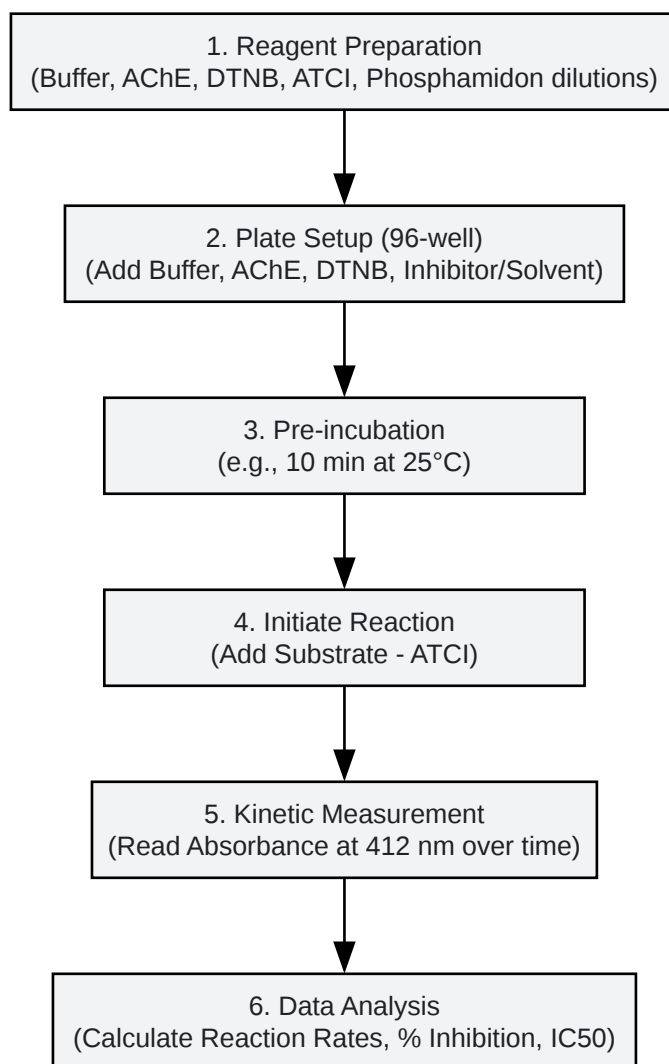 1. Reagent Preparation
(Buffer, AChE, DTNB, ATCI, Phosphamidon dilutions)
2. Plate Setup (96-well)
(Add Buffer, AChE, DTNB, Inhibitor/Solvent)
3. Pre-incubation
(e.g., 10 min at 25°C)
4. Initiate Reaction
(Add Substrate - ATCI)
5. Kinetic Measurement
(Read Absorbance at 412 nm over time)
6. Data Analysis
(Calculate Reaction Rates, % Inhibition, IC50)